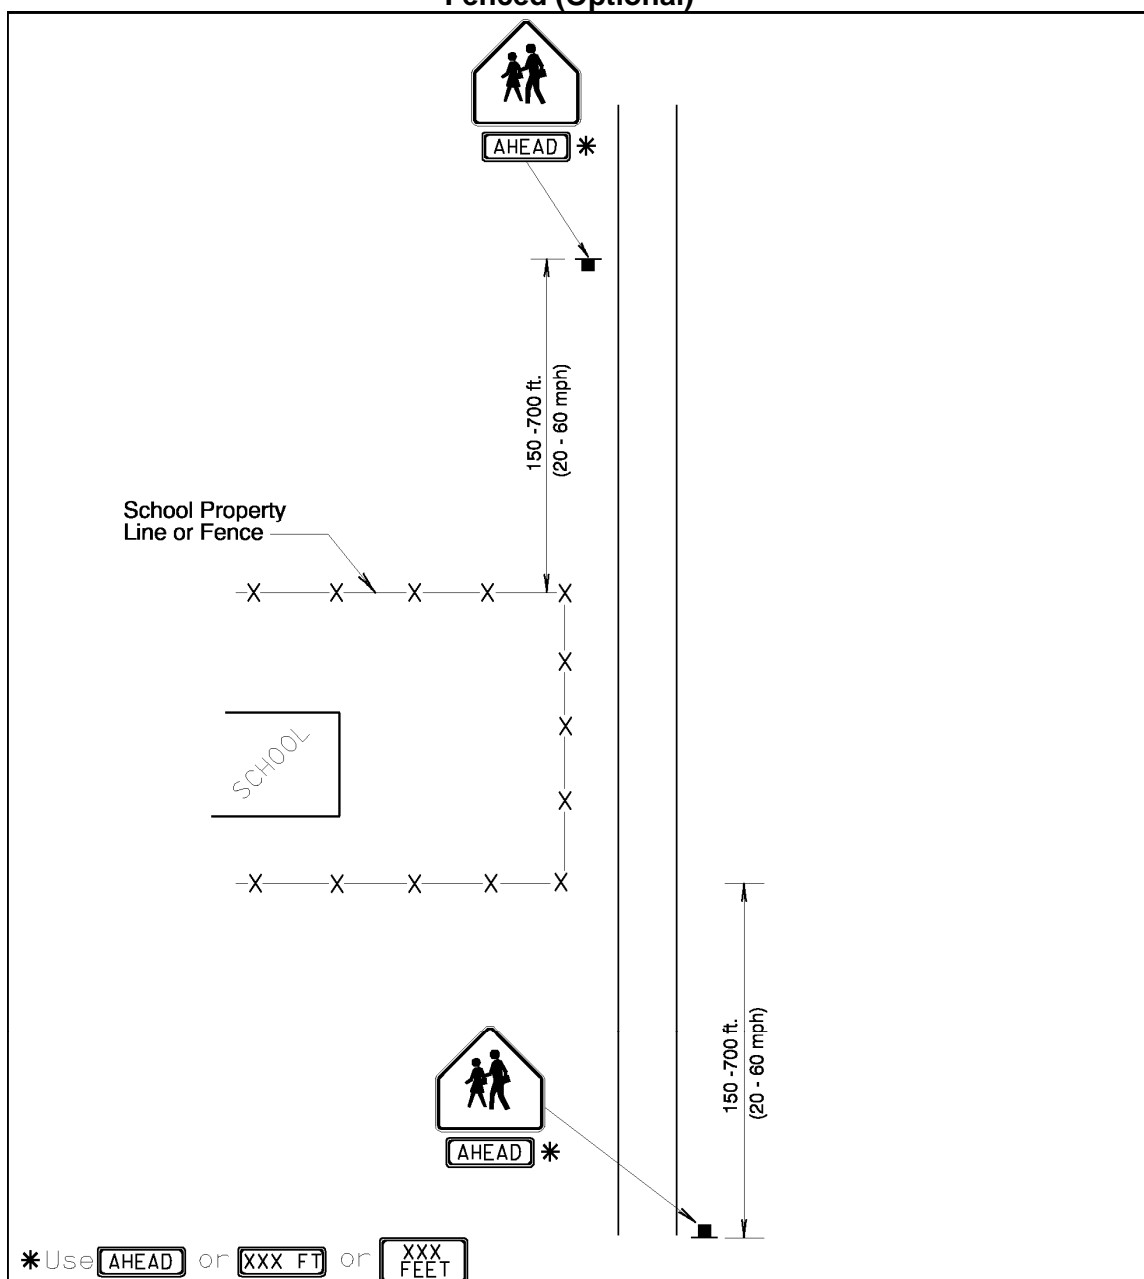 Fenced (Optional)
AHEAD *
150 -700 ft.
(20 - 60 mph)
School Property
Line or Fence
SCHOOL
150 -700 ft.
(20 - 60 mph)
AHEAD *
* Use AHEAD or XXX FT or XXX
FEET